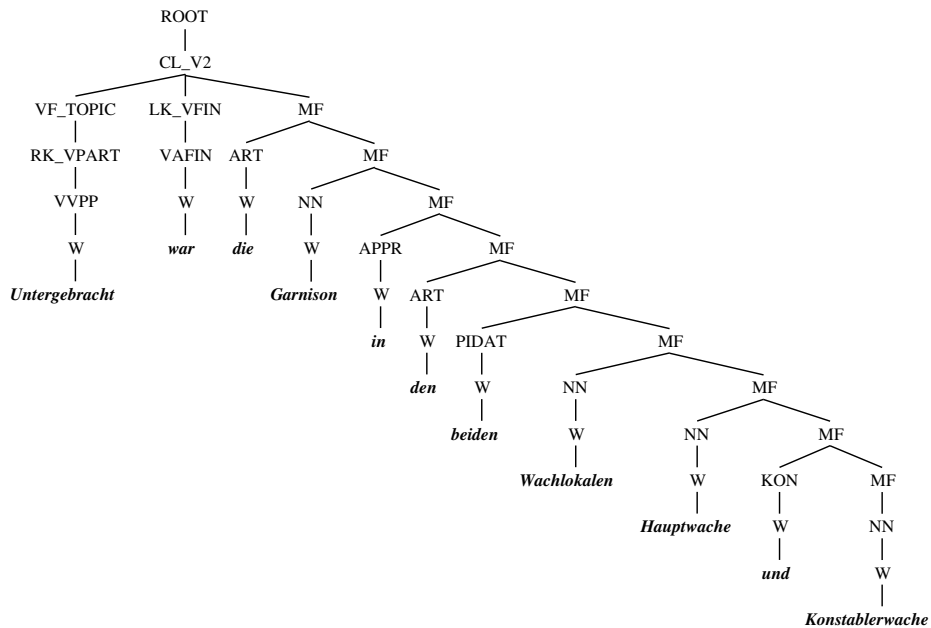 ROOT
CL_V2
VF_TOPIC LK_VFIN MF
RK_VPART VAFIN ART MF
VVPP W W NN MF
W war die W APPR MF
Untergebracht Garnison W ART MF
in W PIDAT MF
den W NN MF
beiden W NN MF
Wachlokalen W KON MF
Hauptwache W NN
und W
Konstablerwache